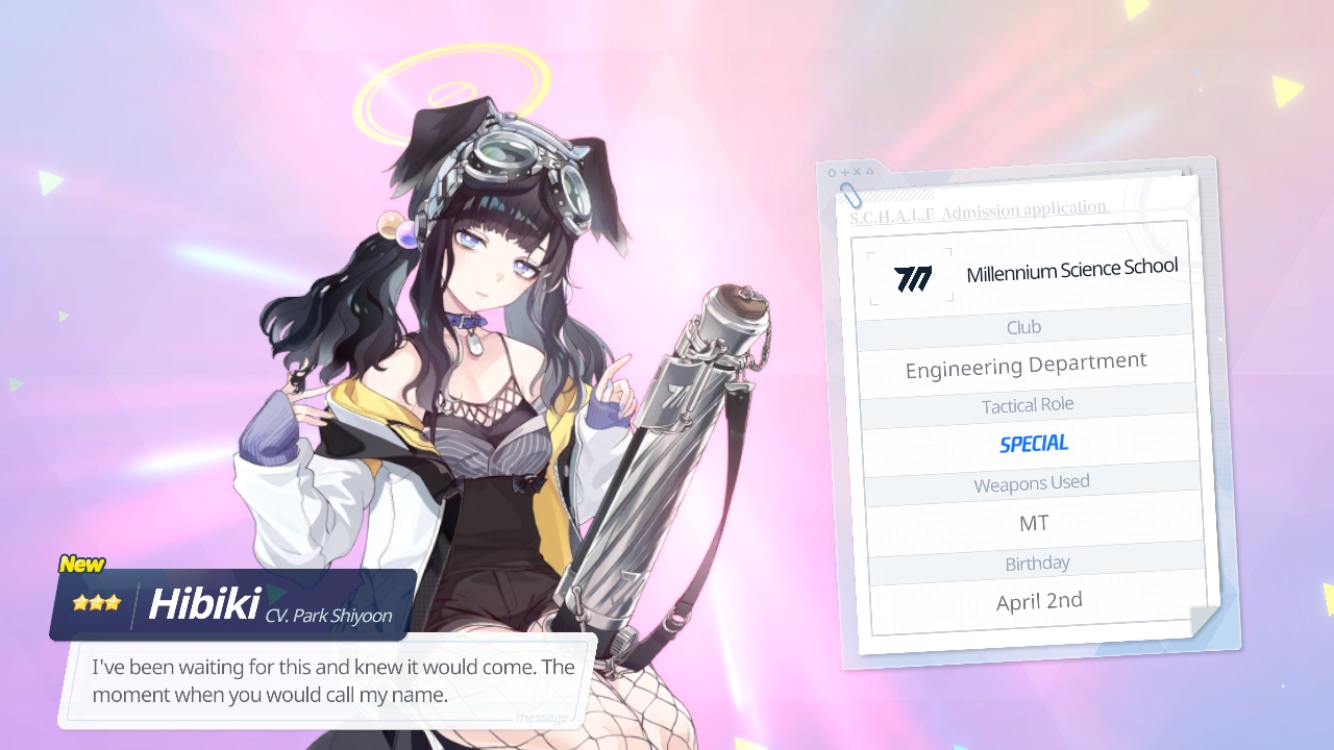 New
Hibiki CV. Park Shiyoon
I've been waiting for this and knew it would come. The
moment when you would call my name.
message
S.C.H.A.L.E Admission application
Millennium Science School
Club
Engineering Department
Tactical Role
SPECIAL
Weapons Used
MT
Birthday
April 2nd